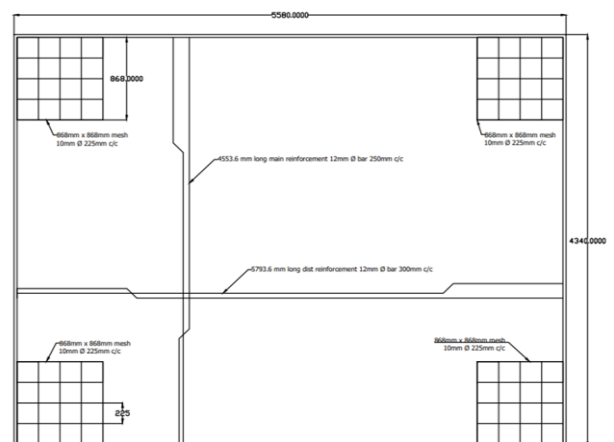 5580.0000
868.0000
868mm x 868mm mesh
10mm Ø 225mm c/c
868mm x 868mm mesh
10mm Ø 225mm c/c
4553.6 mm long main reinforcement 12mm Ø bar 250mm c/c
4340.0000
5793.6 mm long dist reinforcement 12mm Ø bar 300mm c/c
868mm x 868mm mesh
10mm Ø 225mm c/c
868mm x 868mm mesh
10mm Ø 225mm c/c
225